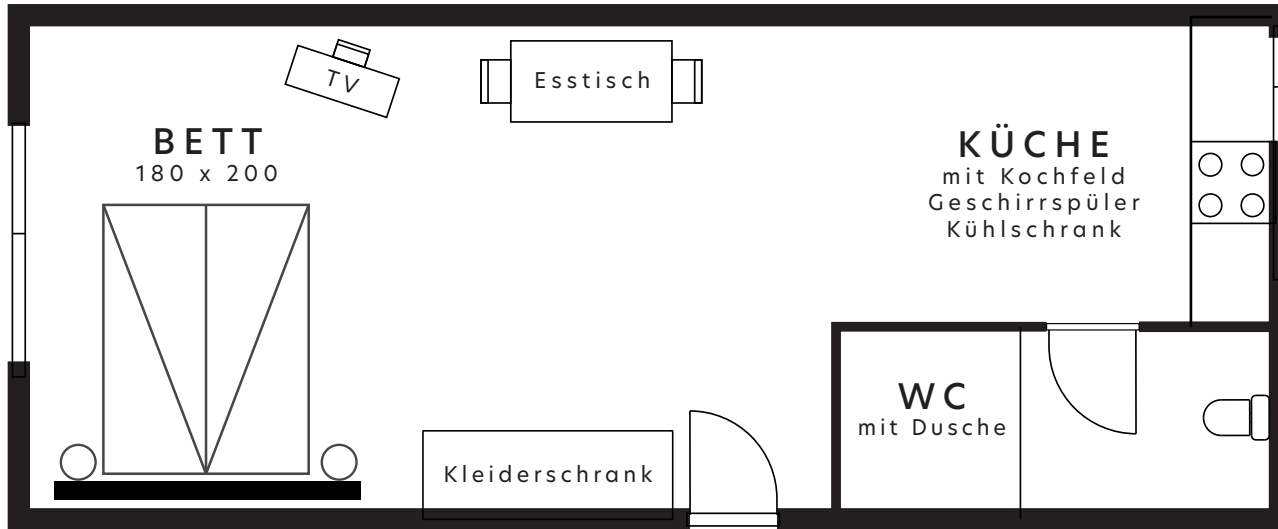 TV
Esstisch
BETT
180 x 200
KÜCHE
mit Kochfeld
Geschirrspüler
Kühlschrank
WC
mit Dusche
Kleiderschrank